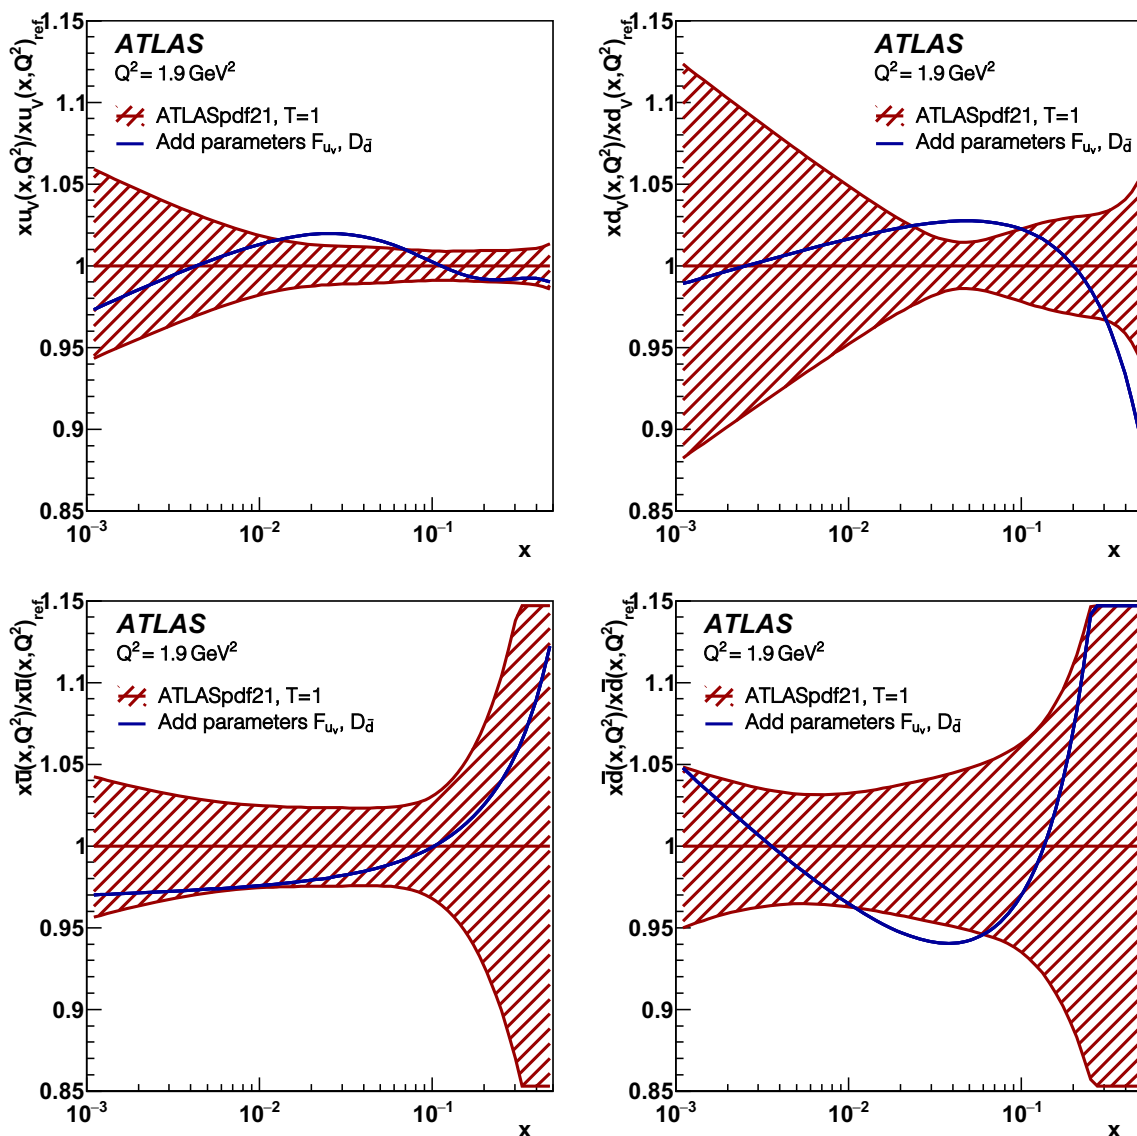 xu_V(x,Q²)/xu_V(x,Q²)_ref
1.15
1.1
1.05
1
0.95
0.9
0.85
ATLAS
Q² = 1.9 GeV²
ATLASpdf21, T=1
Add parameters F_{u_v}, D_{d̄}
10⁻³
10⁻²
10⁻¹
x
xd_V(x,Q²)/xd_V(x,Q²)_ref
1.15
1.1
1.05
1
0.95
0.9
0.85
ATLAS
Q² = 1.9 GeV²
ATLASpdf21, T=1
Add parameters F_{u_v}, D_{d̄}
10⁻³
10⁻²
10⁻¹
x
xu̅(x,Q²)/xu̅(x,Q²)_ref
1.15
1.1
1.05
1
0.95
0.9
0.85
ATLAS
Q² = 1.9 GeV²
ATLASpdf21, T=1
Add parameters F_{u_v}, D_{d̄}
10⁻³
10⁻²
10⁻¹
x
xd̅(x,Q²)/xd̅(x,Q²)_ref
1.15
1.1
1.05
1
0.95
0.9
0.85
ATLAS
Q² = 1.9 GeV²
ATLASpdf21, T=1
Add parameters F_{u_v}, D_{d̄}
10⁻³
10⁻²
10⁻¹
x